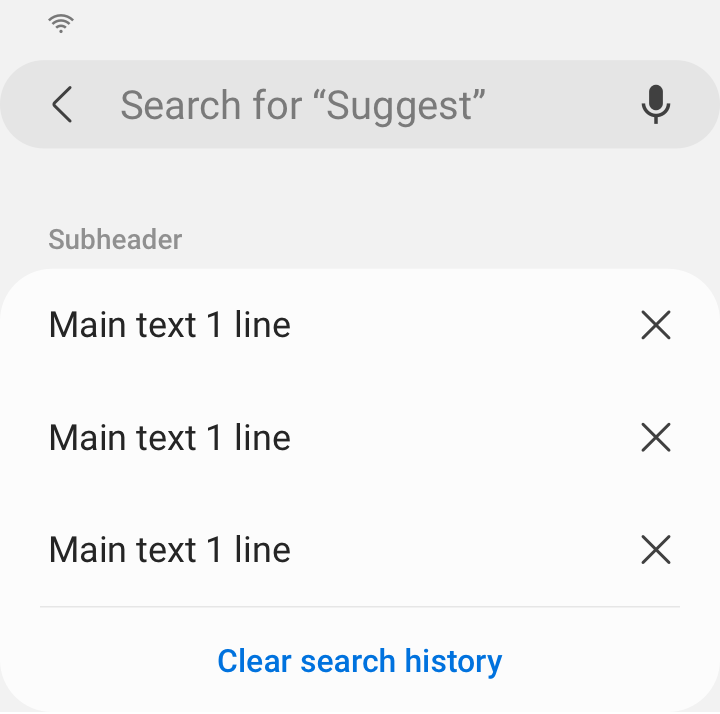 Search for “Suggest”
Subheader
Main text 1 line
Main text 1 line
Main text 1 line
Clear search history